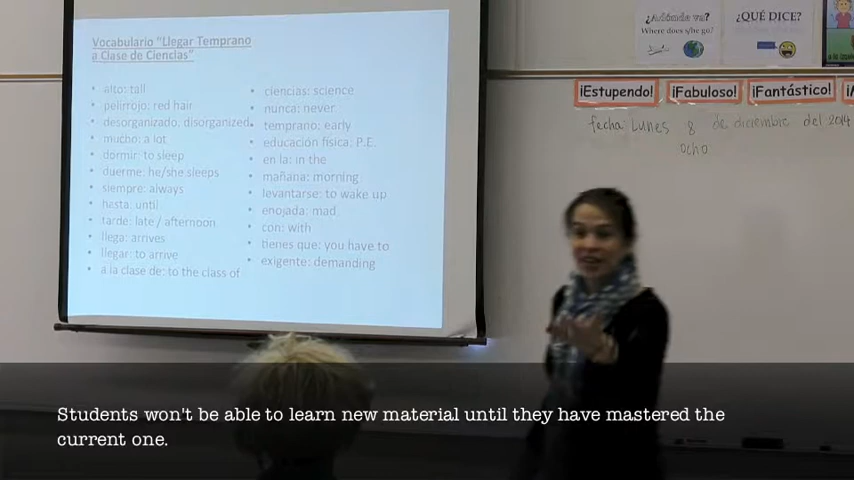 ¿Adónde va?
Where does s/he go?
¿QUÉ DICE?
¡Estupendo!
¡Fabuloso!
¡Fantástico!
fecha: Lunes 8 de diciembre del 2014
ocho
Vocabulario "Llegar Temprano
a Clase de Ciencias"
alto: tall
pelirrojo: red hair
desorganizado: disorganized
mucho: a lot
dormir: to sleep
duerme: he/she sleeps
siempre: always
hasta: until
tarde: late / afternoon
llega: arrives
llegar: to arrive
a la clase de: to the class of
ciencias: science
nunca: never
temprano: early
educación física: P.E.
en la: in the
mañana: morning
levantarse: to wake up
enojada: mad
con: with
tienes que: you have to
exigente: demanding
Students won't be able to learn new material until they have mastered the
current one.